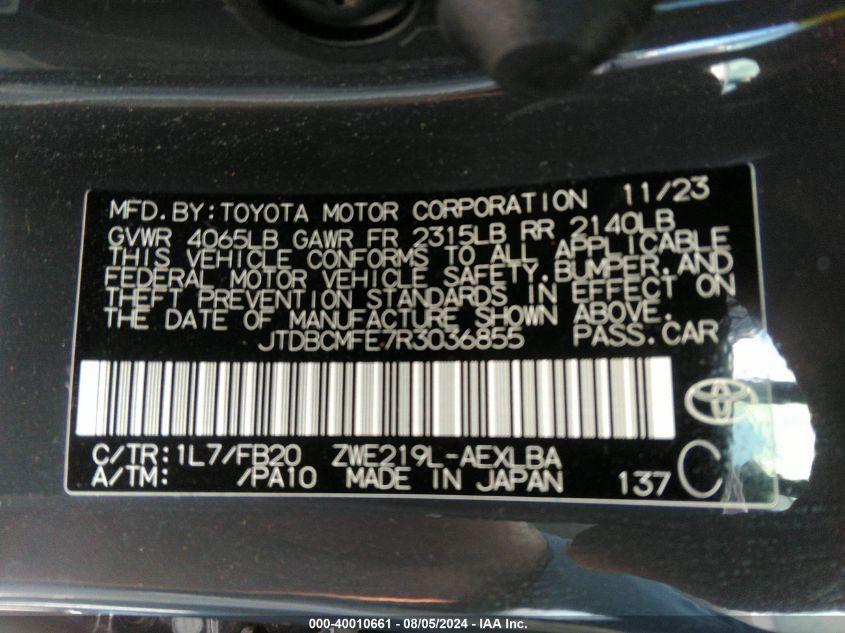 MFD.BY:TOYOTA MOTOR CORPORATION 11/23
GVWR 4065LB GAWR FR 2315LB RR 2140LB
THIS VEHICLE CONFORMS TO ALL APPLICABLE
FEDERAL MOTOR VEHICLE SAFETY,BUMPER,AND
THEFT PREVENTION STANDARDS IN EFFECT ON
THE DATE OF MANUFACTURE SHOWN ABOVE.
JTDBCMFE7R3036855 PASS.CAR
C/TR:1L7/FB20 ZWE219L-AEXLBA
A/TM: /PA10 MADE IN JAPAN 137 C
000-40010661 - 08/05/2024 - IAA Inc.